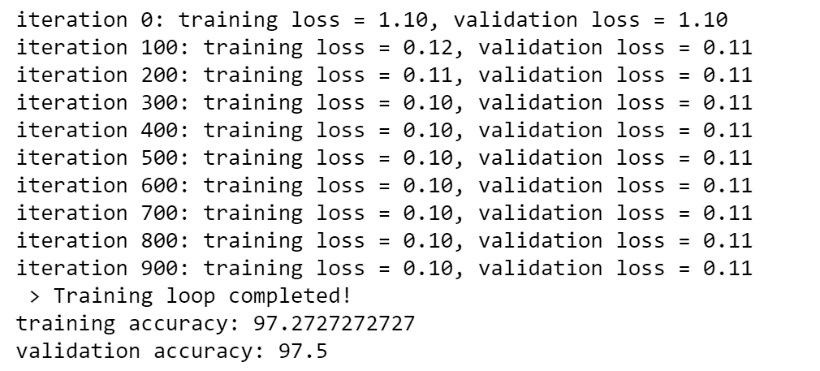 iteration 0: training loss = 1.10, validation loss = 1.10
iteration 100: training loss = 0.12, validation loss = 0.11
iteration 200: training loss = 0.11, validation loss = 0.11
iteration 300: training loss = 0.10, validation loss = 0.11
iteration 400: training loss = 0.10, validation loss = 0.11
iteration 500: training loss = 0.10, validation loss = 0.11
iteration 600: training loss = 0.10, validation loss = 0.11
iteration 700: training loss = 0.10, validation loss = 0.11
iteration 800: training loss = 0.10, validation loss = 0.11
iteration 900: training loss = 0.10, validation loss = 0.11
 > Training loop completed!
training accuracy: 97.2727272727
validation accuracy: 97.5